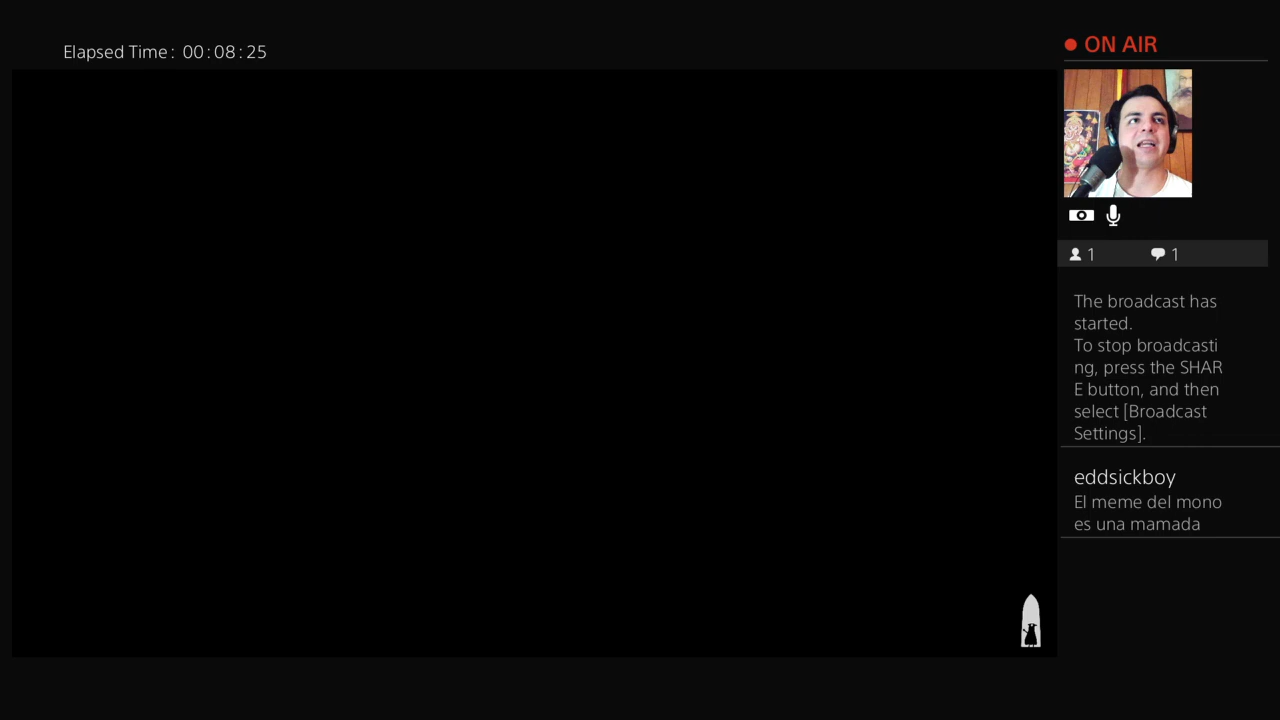 Elapsed Time: 00:08:25
ON AIR
1
1
The broadcast has
started.
To stop broadcasti
ng, press the SHAR
E button, and then
select [Broadcast
Settings].
eddsickboy
El meme del mono
es una mamada